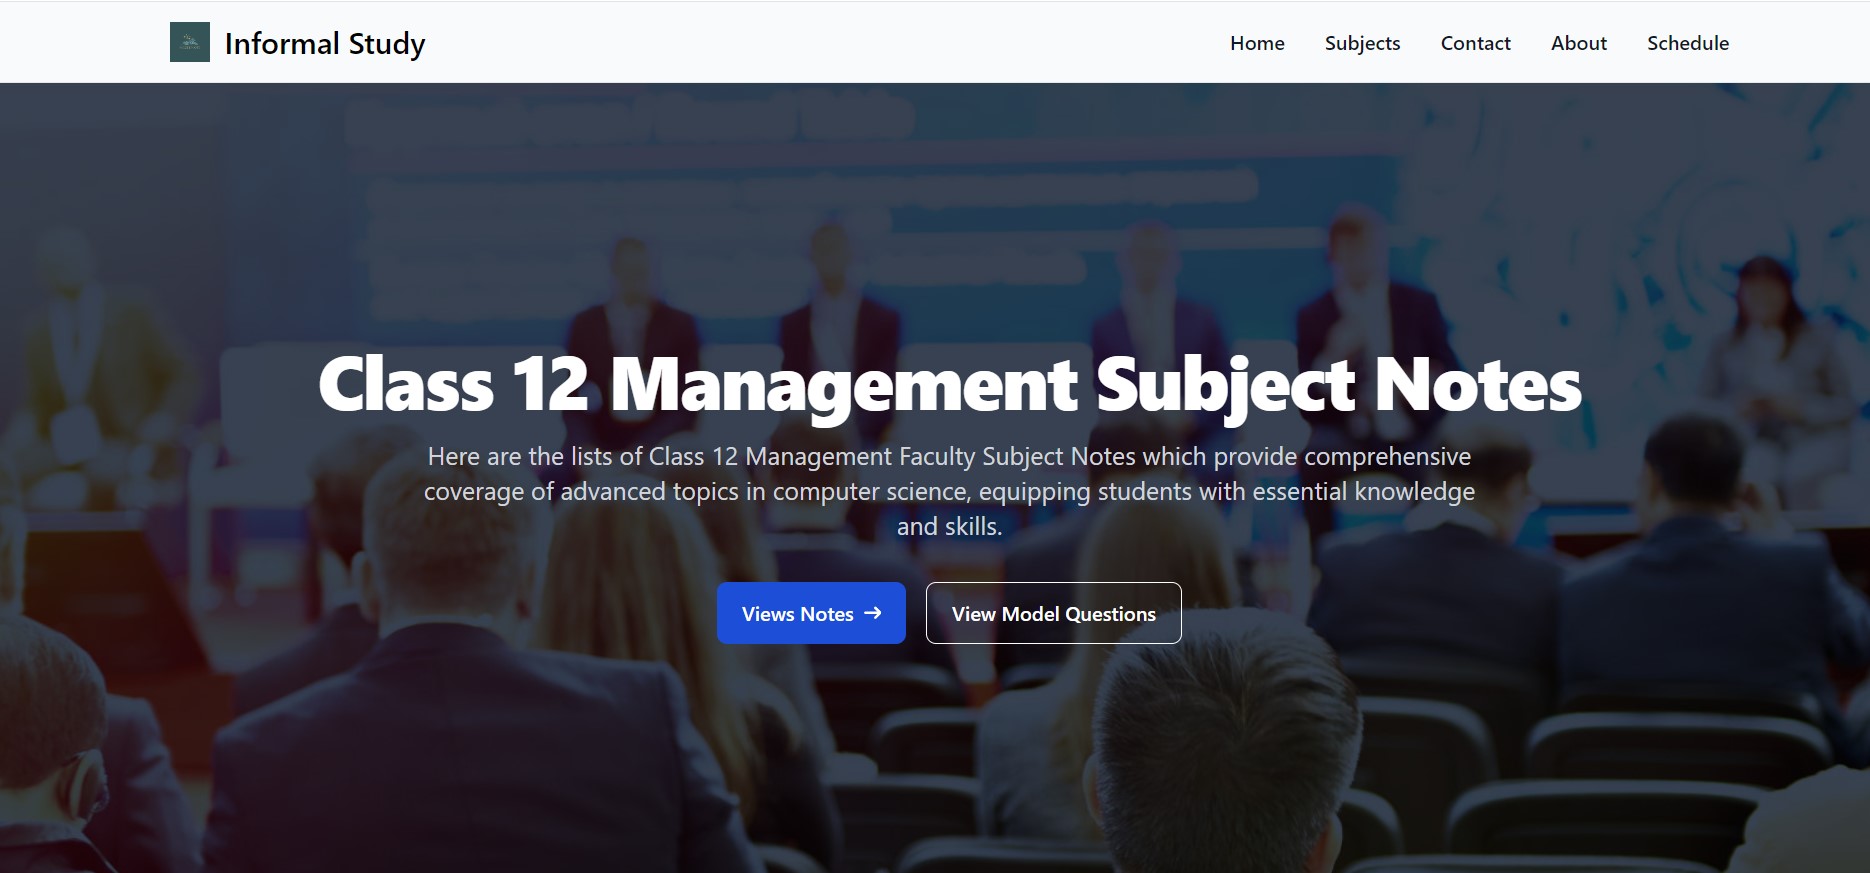 Informal Study
Home Subjects Contact About Schedule
Class 12 Management Subject Notes
Here are the lists of Class 12 Management Faculty Subject Notes which provide comprehensive
coverage of advanced topics in computer science, equipping students with essential knowledge
and skills.
Views Notes →
View Model Questions